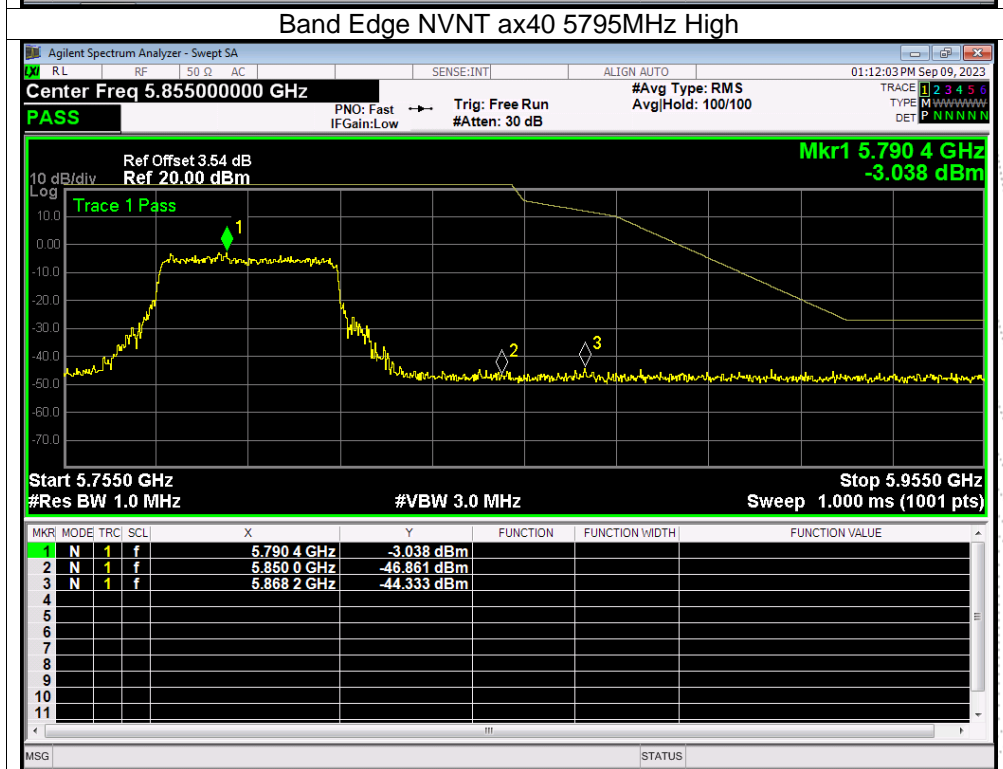 Band Edge NVNT ax40 5795MHz High
Agilent Spectrum Analyzer - Swept SA
LXI RL RF 50 Ω AC SENSE:INT ALIGN AUTO 01:12:03 PM Sep 09, 2023
Center Freq 5.855000000 GHz #Avg Type: RMS TRACE 1 2 3 4 5 6
PNO: Fast Trig: Free Run Avg|Hold: 100/100 TYPE M WWWWW
PASS IFGain:Low #Atten: 30 dB DET P N N N N N
Mkr1 5.790 4 GHz
Ref Offset 3.54 dB
10 dB/div Ref 20.00 dBm -3.038 dBm
Log
Trace 1 Pass
10.0
1
0.00
-10.0
-20.0
-30.0
-40.0 2 3
-50.0
-60.0
-70.0
Start 5.7550 GHz Stop 5.9550 GHz
#Res BW 1.0 MHz #VBW 3.0 MHz Sweep 1.000 ms (1001 pts)
MKR MODE TRC SCL X Y FUNCTION FUNCTION WIDTH FUNCTION VALUE
1 N 1 f 5.790 4 GHz -3.038 dBm
2 N 1 f 5.850 0 GHz -46.861 dBm
3 N 1 f 5.868 2 GHz -44.333 dBm
4
5
6
7
8
9
10
11
MSG STATUS